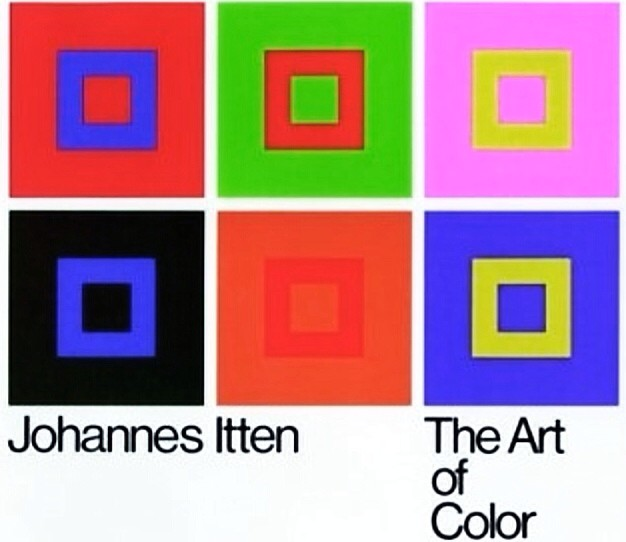 Johannes Itten
The Art
of
Color